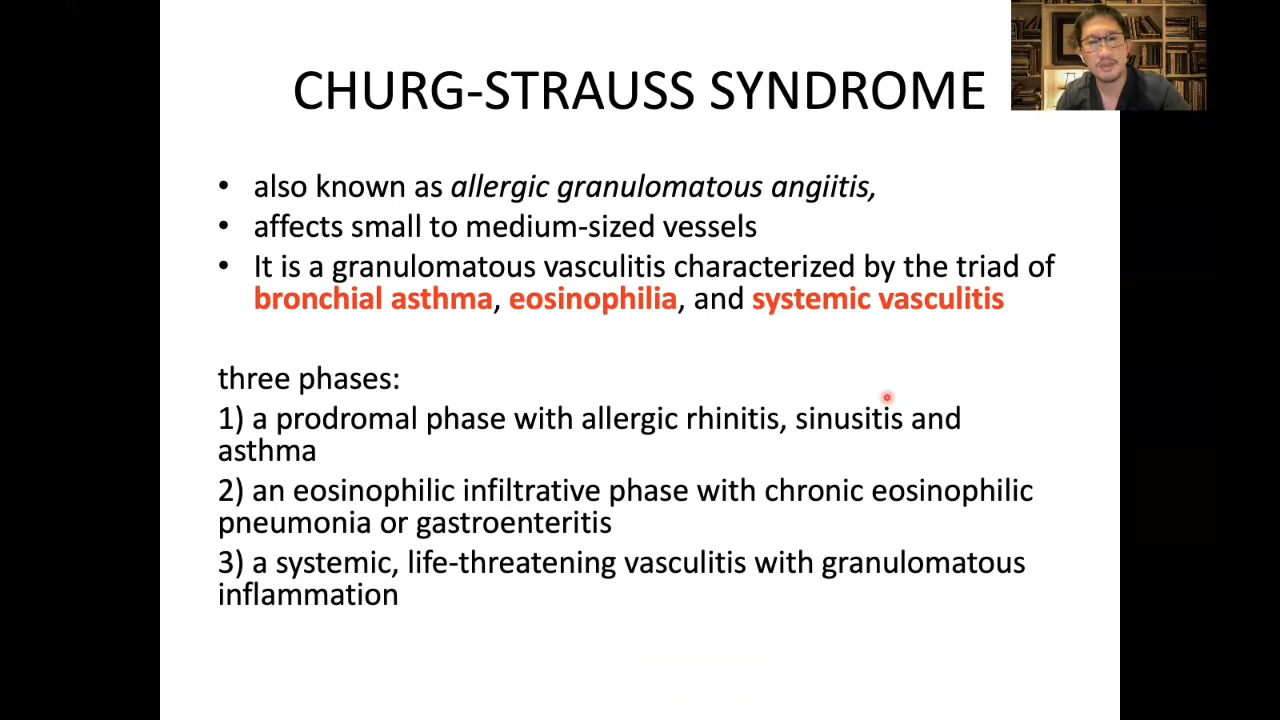 CHURG-STRAUSS SYNDROME
• also known as allergic granulomatous angiitis,
• affects small to medium-sized vessels
• It is a granulomatous vasculitis characterized by the triad of
bronchial asthma, eosinophilia, and systemic vasculitis
three phases:
1) a prodromal phase with allergic rhinitis, sinusitis and
asthma
2) an eosinophilic infiltrative phase with chronic eosinophilic
pneumonia or gastroenteritis
3) a systemic, life-threatening vasculitis with granulomatous
inflammation